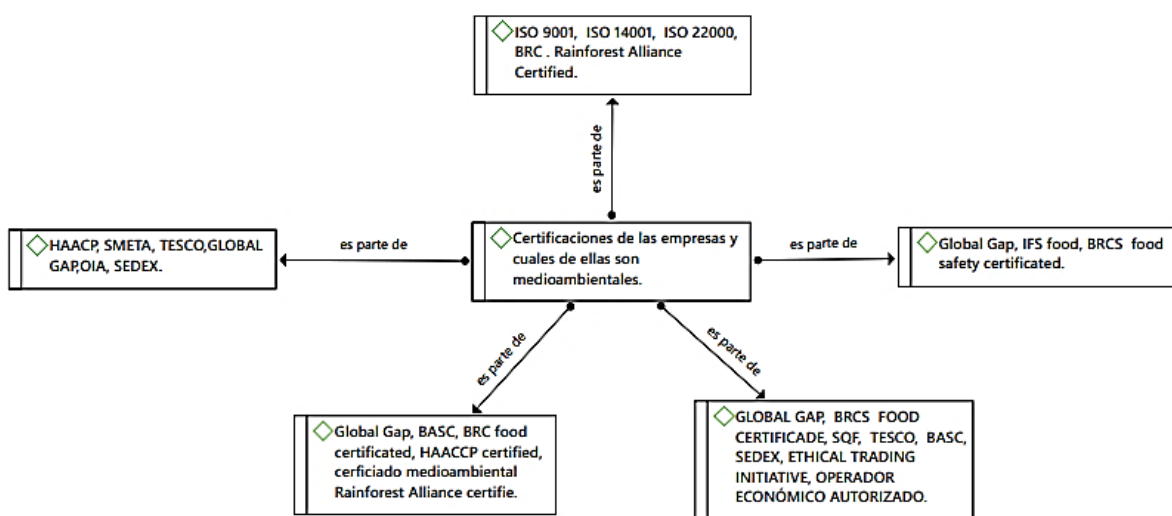 ISO 9001, ISO 14001, ISO 22000,
BRC . Rainforest Alliance
Certified.
es parte de
HAACP, SMETA, TESCO,GLOBAL
GAP,OIA, SEDEX.
es parte de
Certificaciones de las empresas y
cuales de ellas son
medioambientales.
es parte de
Global Gap, IFS food, BRCS food
safety certificated.
es parte de
es parte de
Global Gap, BASC, BRC food
certificated, HAACCP certified,
cerficiado medioambiental
Rainforest Alliance certifie.
GLOBAL GAP, BRCS FOOD
CERTIFICADE, SQF, TESCO, BASC,
SEDEX, ETHICAL TRADING
INITIATIVE, OPERADOR
ECONÓMICO AUTORIZADO.